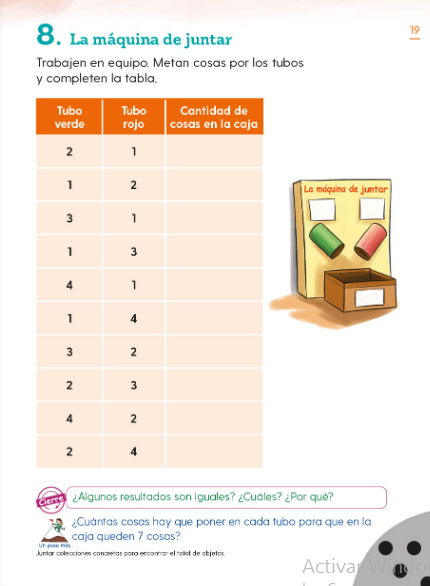 8. La máquina de juntar
19
Trabajen en equipo. Metan cosas por los tubos
y completen la tabla.
Tubo verde Tubo rojo Cantidad de cosas en la caja
2 1
1 2
3 1
1 3
4 1
1 4
3 2
2 3
4 2
2 4
La máquina de juntar
Cierre
¿Algunos resultados son iguales? ¿Cuáles? ¿Por qué?
Un paso más
¿Cuántas cosas hay que poner en cada tubo para que en la
caja queden 7 cosas?
Juntar colecciones concretas para encontrar el total de objetos.
Activar Windo